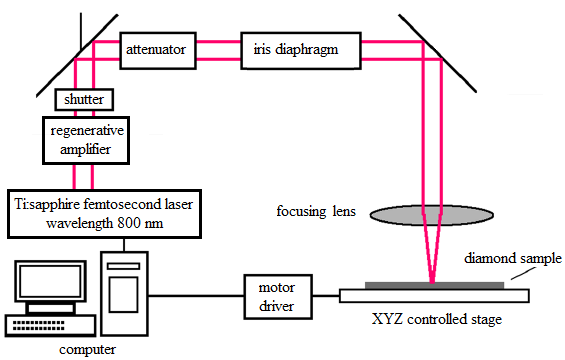 attenuator
iris diaphragm
shutter
regenerative
amplifier
Ti:sapphire femtosecond laser
wavelength 800 nm
focusing lens
diamond sample
motor
driver
XYZ controlled stage
computer